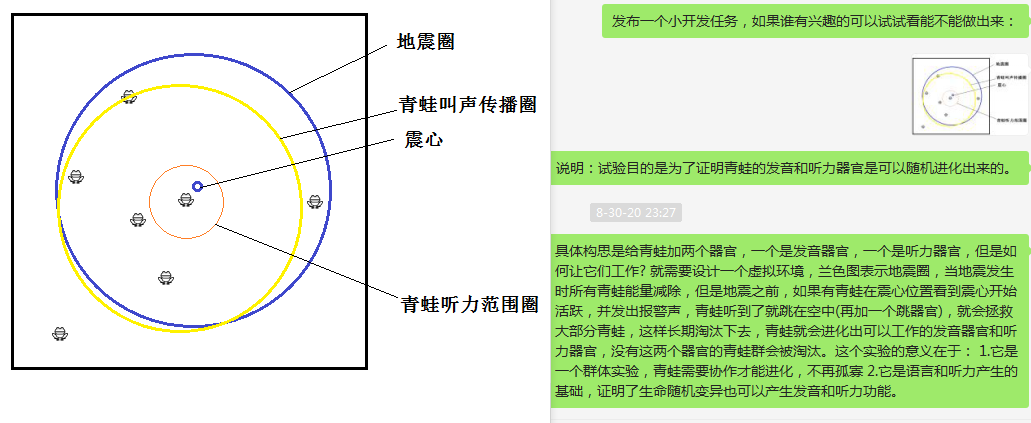 地震圈
青蛙叫声传播圈
震心
青蛙听力范围圈
发布一个小开发任务，如果谁有兴趣的可以试试看能不能做出来：
地震圈
青蛙叫声传播圈
震心
青蛙听力范围圈
说明：试验目的是为了证明青蛙的发音和听力器官是可以随机进化出来的。
8-30-20 23:27
具体构思是给青蛙加两个器官，一个是发音器官，一个是听力器官，但是如
何让它们工作? 就需要设计一个虚拟环境，兰色图表示地震圈，当地震发生
时所有青蛙能量减除，但是地震之前，如果有青蛙在震心位置看到震心开始
活跃，并发出报警声，青蛙听到了就跳在空中(再加一个跳器官)，就会拯救
大部分青蛙，这样长期淘汰下去，青蛙就会进化出可以工作的发音器官和听
力器官，没有这两个器官的青蛙群会被淘汰。这个实验的意义在于： 1.它是
一个群体实验，青蛙需要协作才能进化，不再孤寡 2.它是语言和听力产生的
基础，证明了生命随机变异也可以产生发音和听力功能。